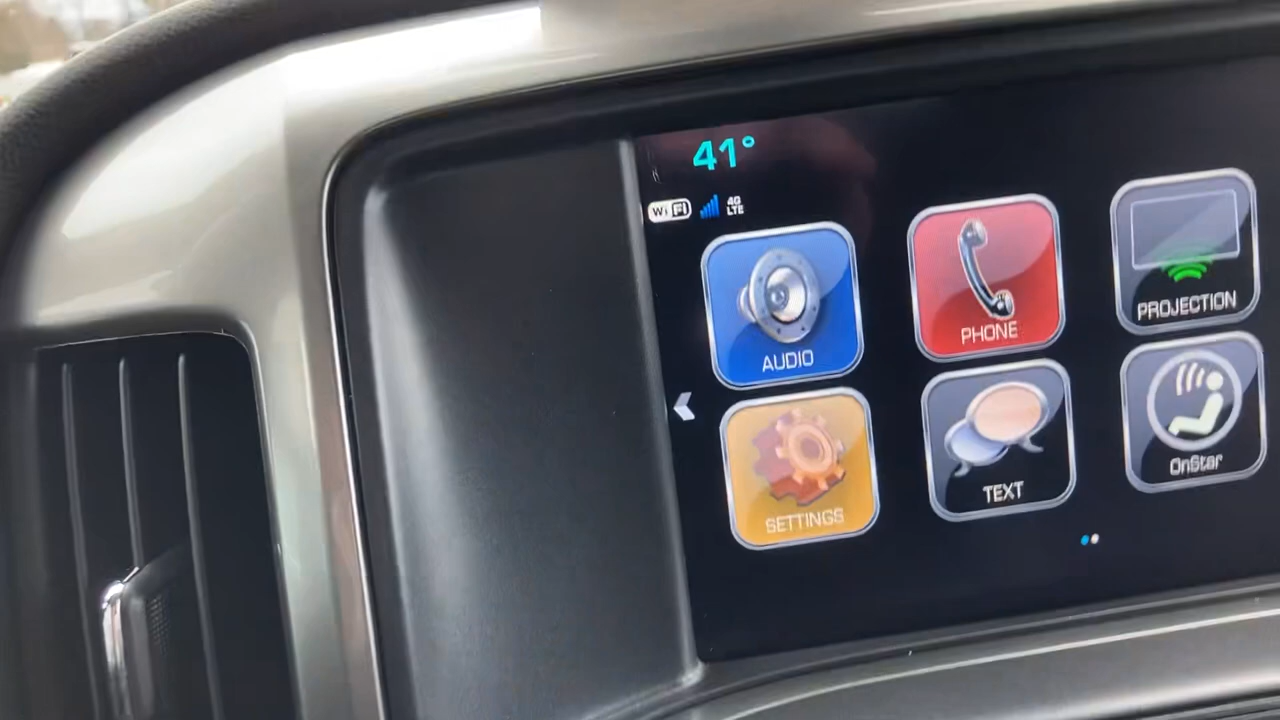 41°
WiFi 4G LTE
AUDIO
PHONE
PROJECTION
SETTINGS
TEXT
OnStar